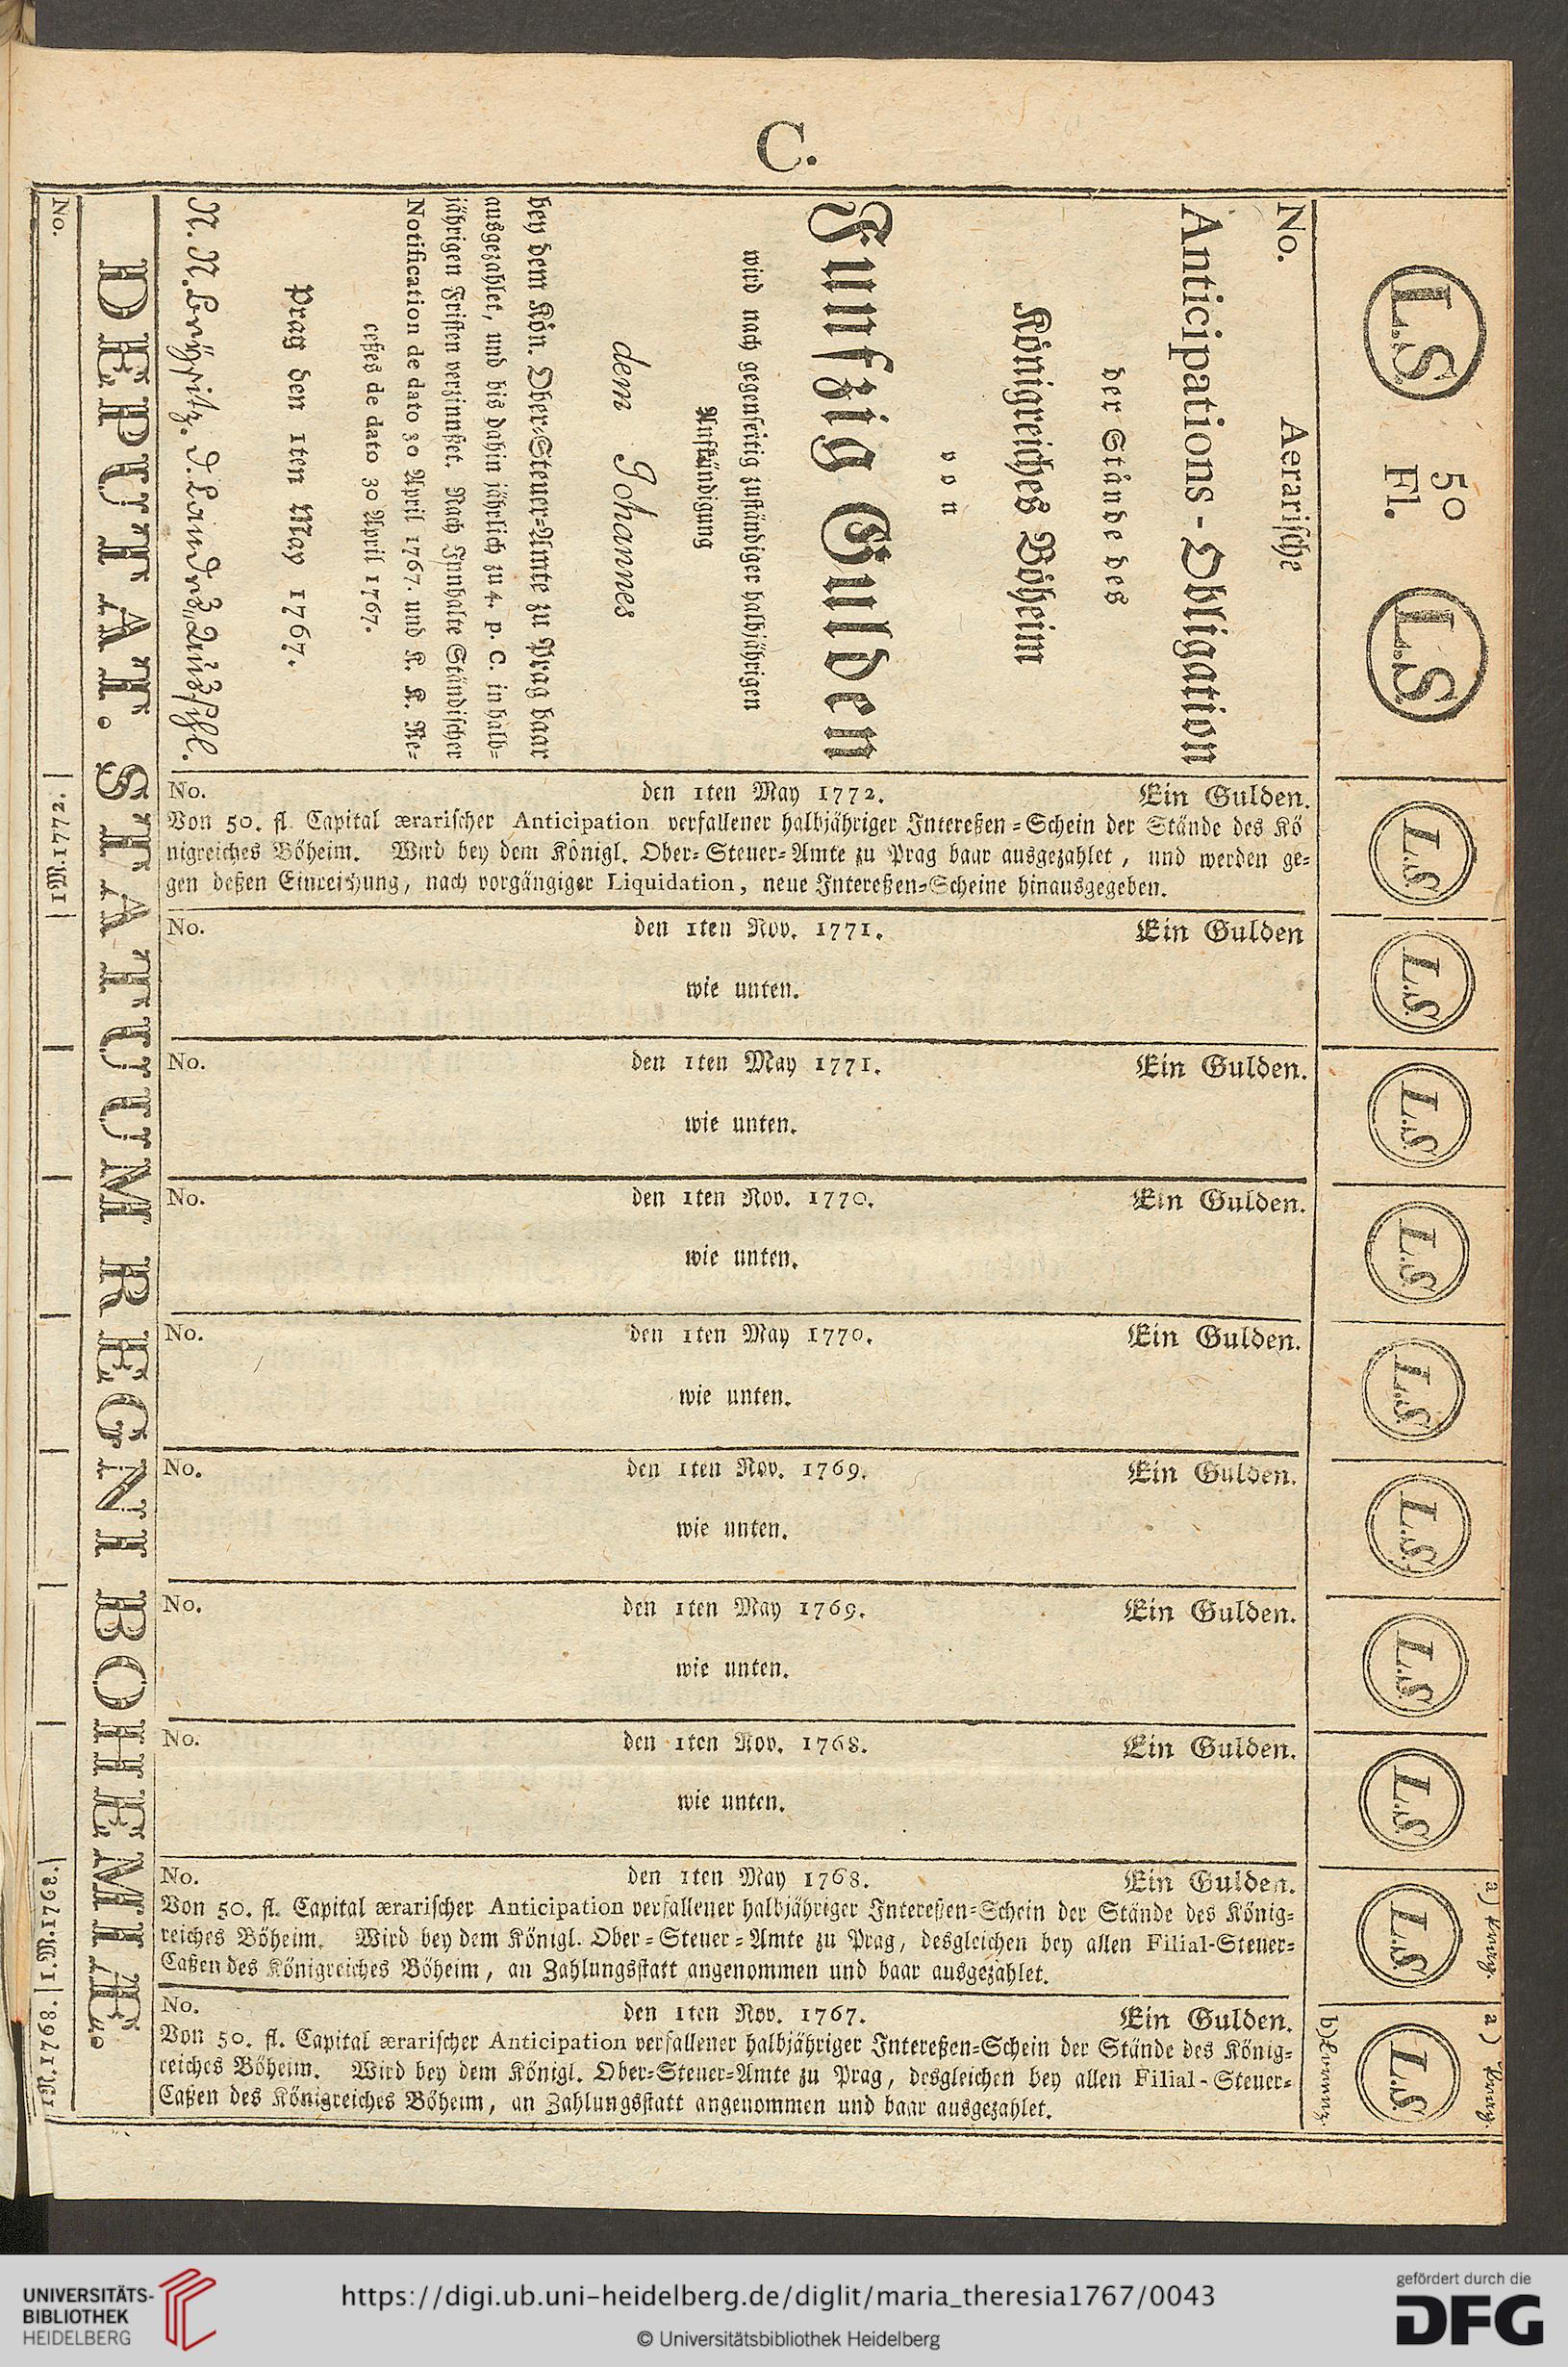 C.
L.S
50
Fl.
L.S
No.
Aerarische
Anticipations-Obligation
der Stände des
Königreiches Böheim
von
Funfzig Gulden
wird nach gegenseitig zuständiger halbjährigen
Aufkündigung
dem Johannes
bey dem Kön. Ober-Steuer-Amte zu Prag baar
ausgezahlet, und bis dahin jährlich zu 4. p. C. in halb-
jährigen Fristen verzinnßet. Nach Innhalte Ständischer
Notification de dato 30 April 1767. und K. K. Re-
ceßes de dato 30 April 1767.
Prag den 1ten May 1767.
DEPUTAT. STATUUM REGNI BOHEMIÆ.
No.
No. den 1ten May 1772. Ein Gulden.
Von 50. fl. Capital ærarischer Anticipation verfallener halbjähriger Intereßen-Schein der Stände des Kö
nigreiches Böheim. Wird bey dem Königl. Ober-Steuer-Amte zu Prag baar ausgezahlet, und werden ge-
gen deßen Einreichung, nach vorgängiger Liquidation, neue Intereßen-Scheine hinausgegeben.
L.S
1 M. 1772.
No. den 1ten Nov. 1771. Ein Gulden
wie unten.
L.S
No. den 1ten May 1771. Ein Gulden.
wie unten.
L.S
No. den 1ten Nov. 1770. Ein Gulden.
wie unten.
L.S
No. den 1ten May 1770. Ein Gulden.
wie unten.
L.S
No. den 1ten Nov. 1769. Ein Gulden.
wie unten.
L.S
No. den 1ten May 1769. Ein Gulden.
wie unten.
L.S
No. den 1ten Nov. 1768. Ein Gulden.
wie unten.
L.S
No. den 1ten May 1768. Ein Gulden.
Von 50. fl. Capital ærarischer Anticipation verfallener halbjähriger Intereßen-Schein der Stände des König-
reiches Böheim. Wird bey dem Königl. Ober-Steuer-Amte zu Prag, desgleichen bey allen Filial-Steuer-
Caßen des Königreiches Böheim, an Zahlungsstatt angenommen und baar ausgezahlet.
L.S
a)
1. M. 1768.
No. den 1ten Nov. 1767. Ein Gulden.
Von 50. fl. Capital ærarischer Anticipation verfallener halbjähriger Intereßen-Schein der Stände des König-
reiches Böheim. Wird bey dem Königl. Ober-Steuer-Amte zu Prag, desgleichen bey allen Filial-Steuer-
Caßen des Königreiches Böheim, an Zahlungsstatt angenommen und baar ausgezahlet.
L.S
a)
b)
1 N. 1768.
UNIVERSITÄTS-
BIBLIOTHEK
HEIDELBERG
https://digi.ub.uni-heidelberg.de/diglit/maria_theresia1767/0043
© Universitätsbibliothek Heidelberg
gefördert durch die
DFG